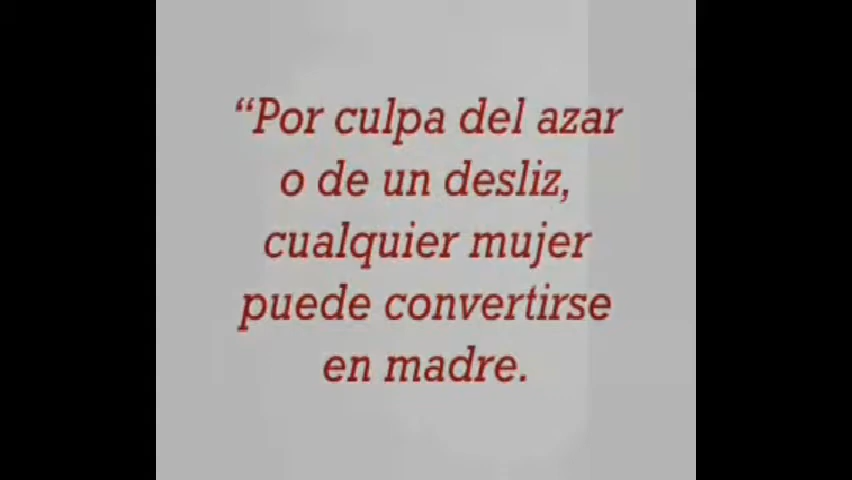 “Por culpa del azar
o de un desliz,
cualquier mujer
puede convertirse
en madre.